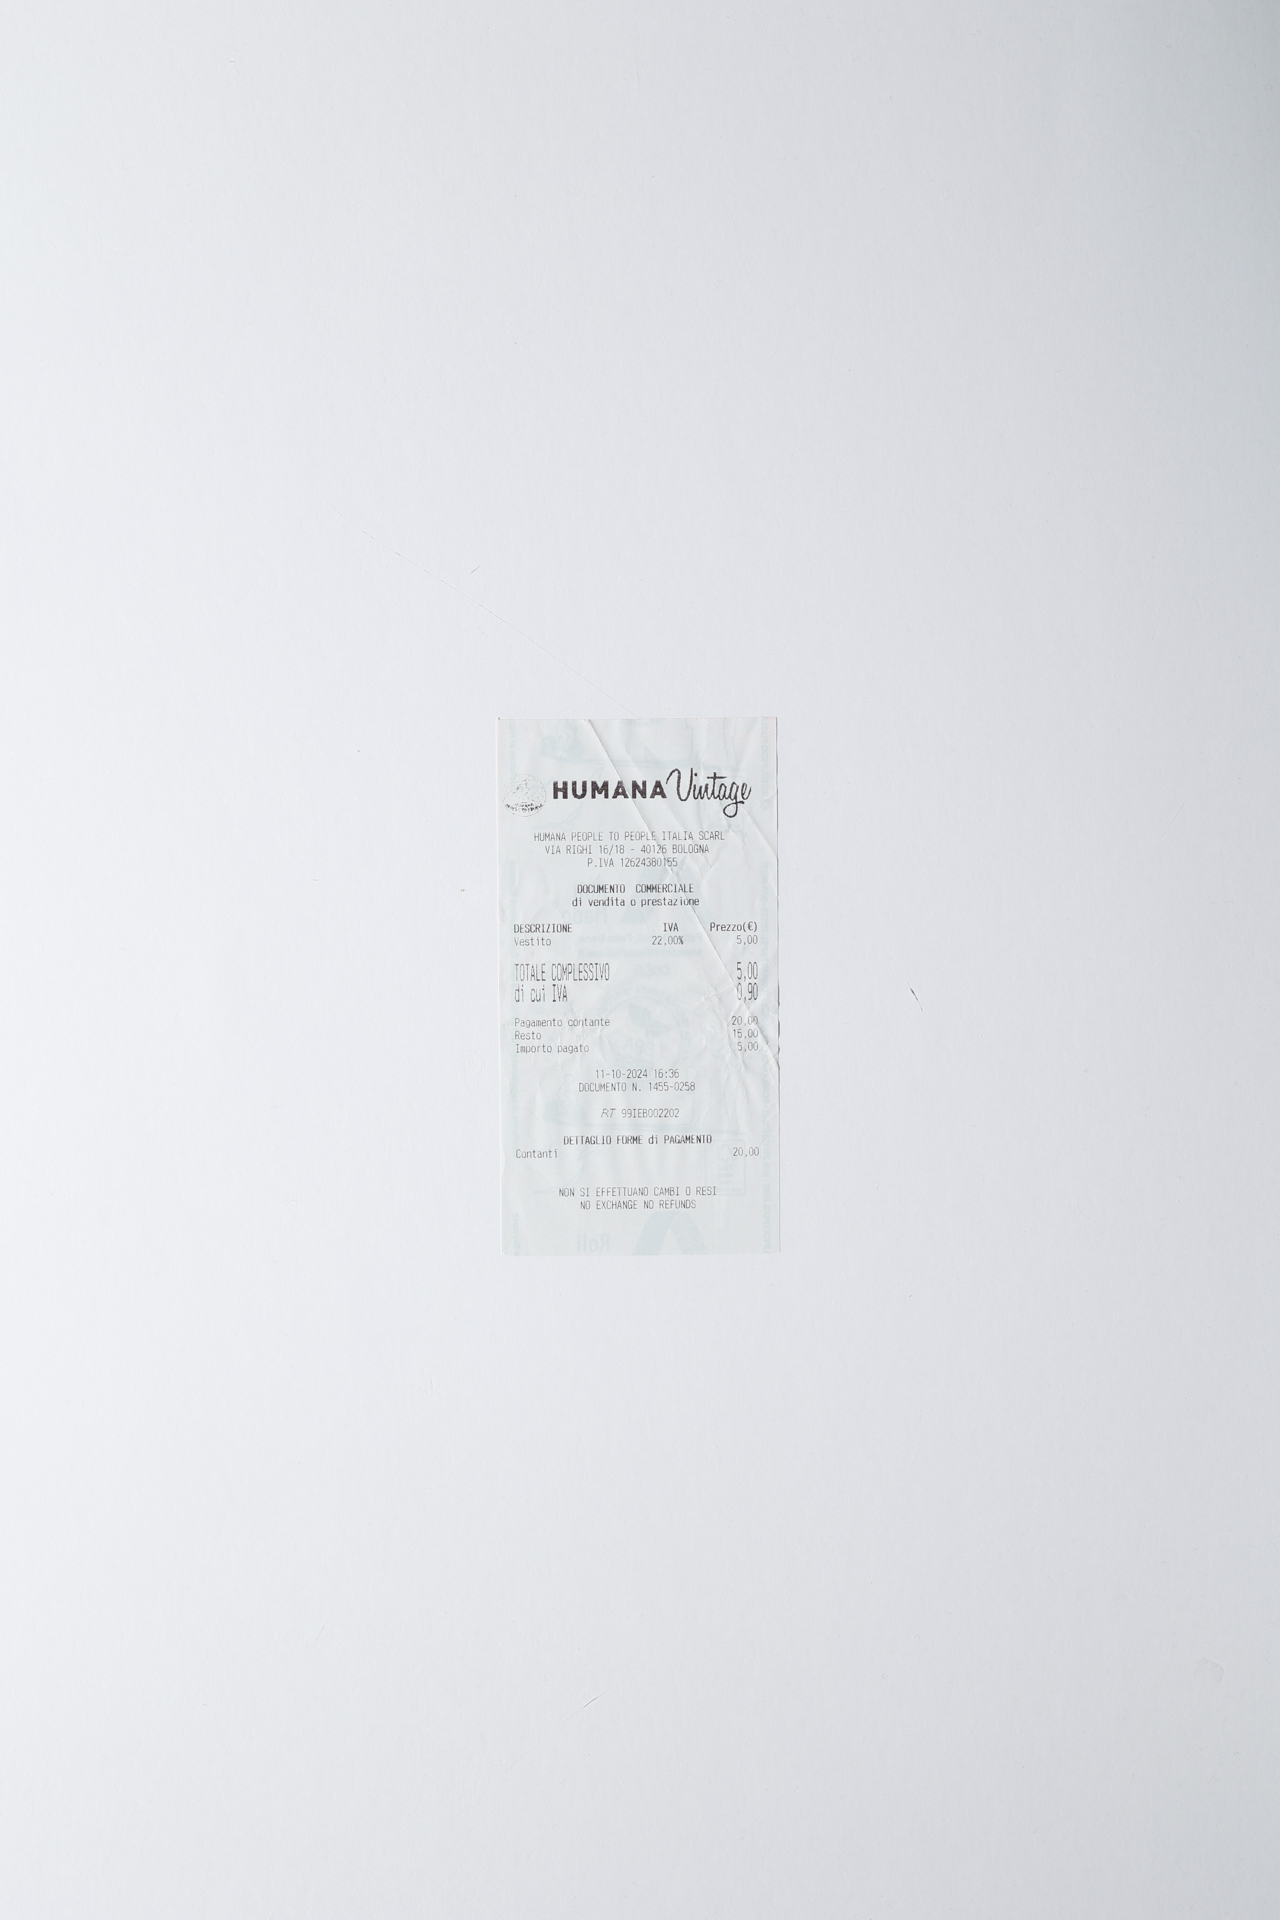 HUMANA Vintage
HUMANA PEOPLE TO PEOPLE ITALIA SCARL
VIA RIGHI 16/18 - 40126 BOLOGNA
P.IVA 12624380155
DOCUMENTO COMMERCIALE
di vendita o prestazione
DESCRIZIONE IVA Prezzo(€)
Vestito 22,00% 5,00
TOTALE COMPLESSIVO 5,00
di cui IVA 0,90
Pagamento contante 20,00
Resto 15,00
Importo pagato 5,00
11-10-2024 16:36
DOCUMENTO N. 1455-0258
RT 99IEB002202
DETTAGLIO FORME di PAGAMENTO
Contanti 20,00
NON SI EFFETTUANO CAMBI O RESI
NO EXCHANGE NO REFUNDS